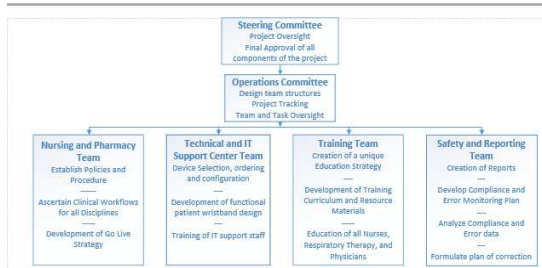 Steering Committee
Project Oversight
Final Approval of all
components of the project
Operations Committee
Design team structures
Project Tracking
Team and Task Oversight
Nursing and Pharmacy
Team
Establish Policies and
Procedure
-----
Ascertain Clinical Workflows
for all Disciplines
-----
Development of Go Live
Strategy
Technical and IT
Support Center Team
Device Selection, ordering
and configuration
----
Development of functional
patient wristband design
----
Training of IT support staff
Training Team
Creation of a unique
Education Strategy
----
Development of Training
Curriculum and Resource
Materials
-----
Education of all Nurses,
Respiratory Therapy, and
Physicians
Safety and Reporting
Team
Creation of Reports
----
Develop Compliance and
Error Monitoring Plan
----
Analyze Compliance and
Error data
----
Formulate plan of correction